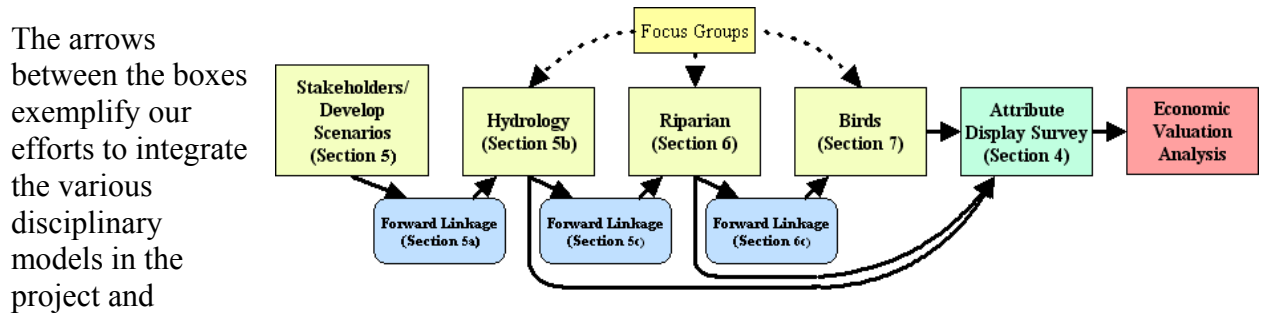 The arrows
between the boxes
exemplify our
efforts to integrate
the various
disciplinary
models in the
project and
Focus Groups
Stakeholders/
Develop
Scenarios
(Section 5)
Hydrology
(Section 5b)
Riparian
(Section 6)
Birds
(Section 7)
Attribute
Display Survey
(Section 4)
Economic
Valuation
Analysis
Forward Linkage
(Section 5a)
Forward Linkage
(Section 5c)
Forward Linkage
(Section 6c)